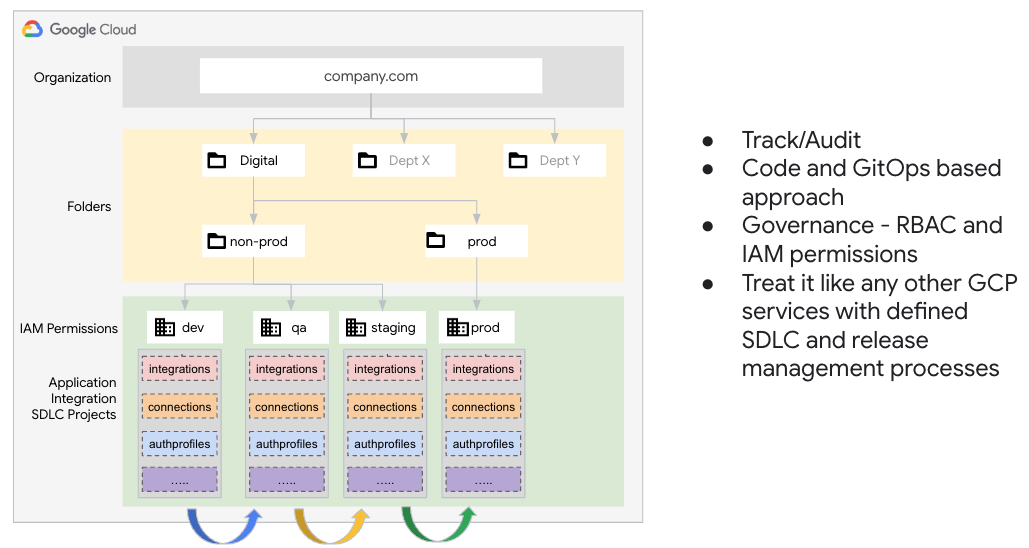 Google Cloud
Organization
company.com
Digital
Dept X
Dept Y
Folders
non-prod
prod
IAM Permissions
dev
qa
staging
prod
Application
Integration
SDLC Projects
integrations
integrations
integrations
integrations
connections
connections
connections
connections
authprofiles
authprofiles
authprofiles
authprofiles
.....
.....
.....
.....
● Track/Audit
● Code and GitOps based
approach
● Governance - RBAC and
IAM permissions
● Treat it like any other GCP
services with defined
SDLC and release
management processes